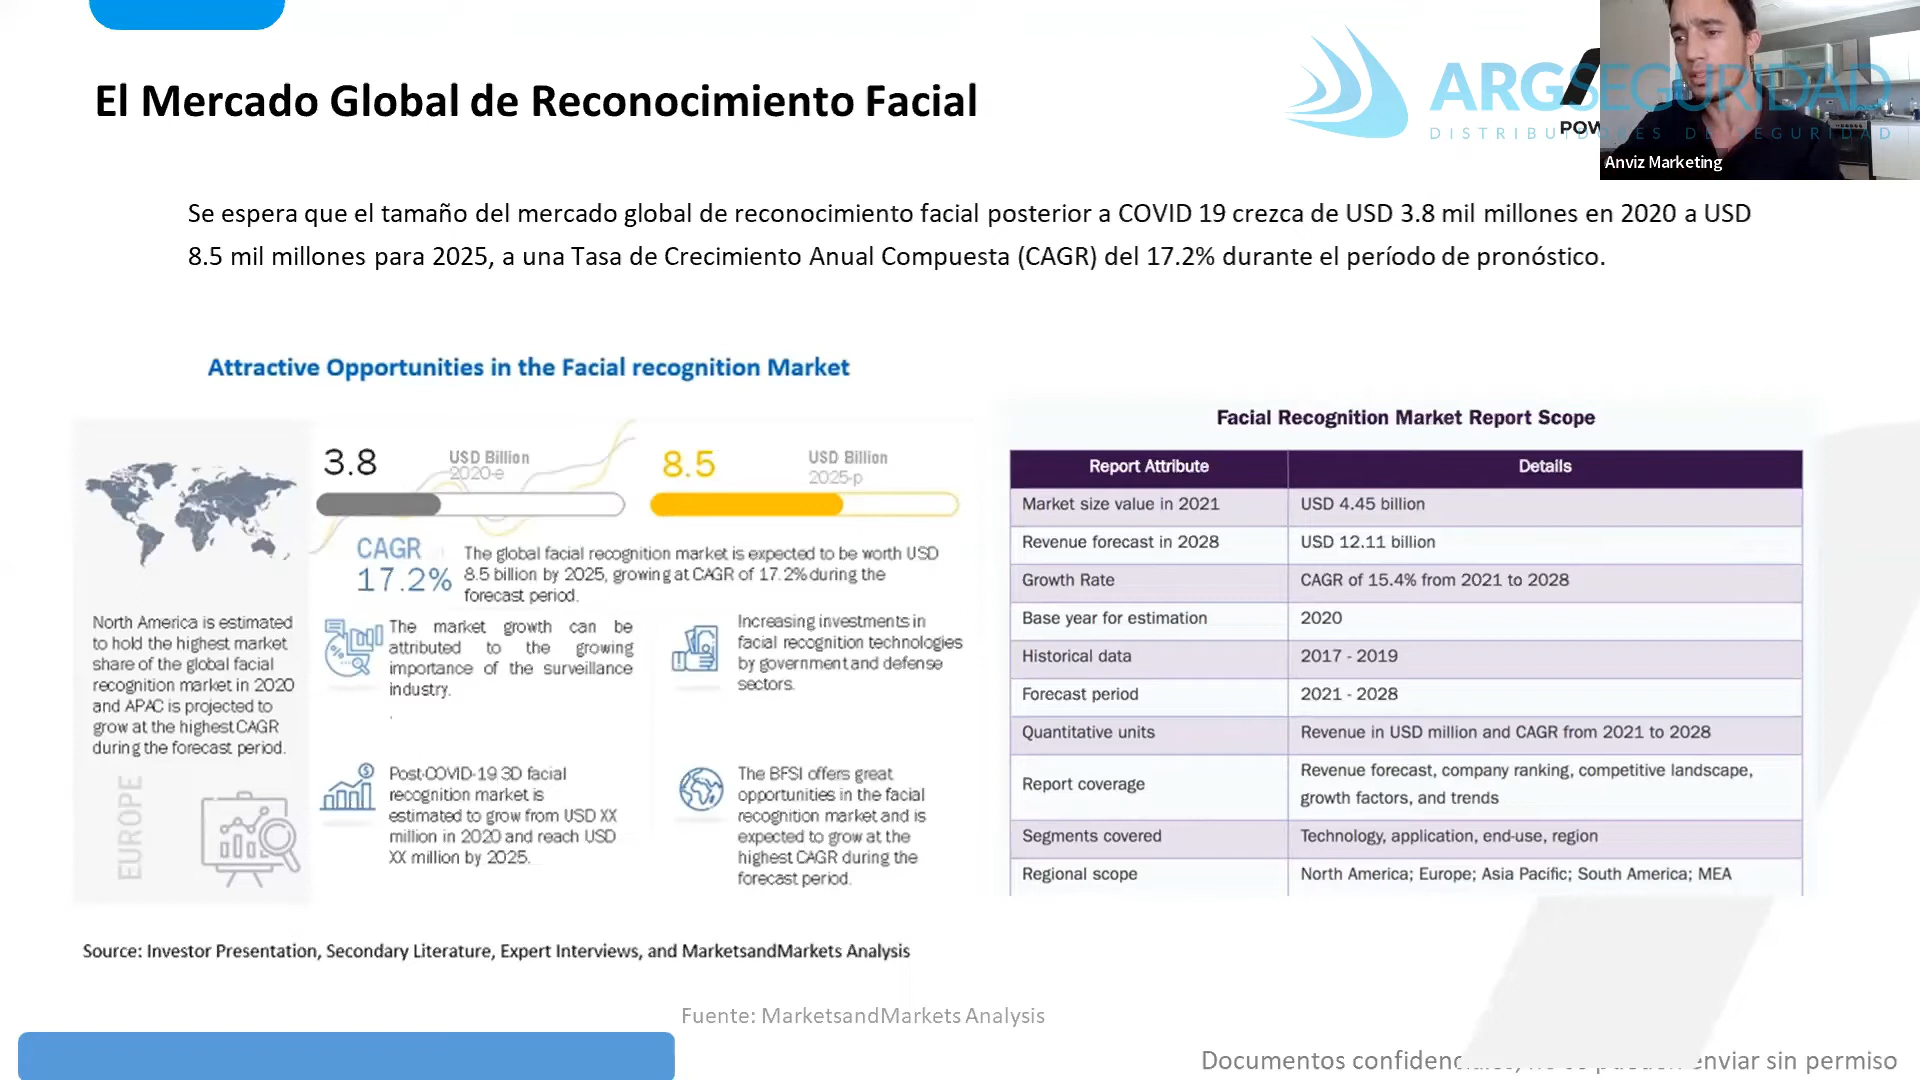 El Mercado Global de Reconocimiento Facial
ARGSEGURIDAD
DISTRIBUIDORES DE SEGURIDAD
POW
Anviz Marketing
Se espera que el tamaño del mercado global de reconocimiento facial posterior a COVID 19 crezca de USD 3.8 mil millones en 2020 a USD
8.5 mil millones para 2025, a una Tasa de Crecimiento Anual Compuesta (CAGR) del 17.2% durante el período de pronóstico.
Attractive Opportunities in the Facial recognition Market
3.8
USD Billion
2020-e
8.5
USD Billion
2025-p
CAGR
17.2%
The global facial recognition market is expected to be worth USD
8.5 billion by 2025, growing at CAGR of 17.2% during the
forecast period.
North America is estimated
to hold the highest market
share of the global facial
recognition market in 2020
and APAC is projected to
grow at the highest CAGR
during the forecast period.
EUROPE
The market growth can be
attributed to the growing
importance of the surveillance
industry.
.
Increasing investments in
facial recognition technologies
by government and defense
sectors.
Post-COVID-19 3D facial
recognition market is
estimated to grow from USD XX
million in 2020 and reach USD
XX million by 2025.
The BFSI offers great
opportunities in the facial
recognition market and is
expected to grow at the
highest CAGR during the
forecast period.
Source: Investor Presentation, Secondary Literature, Expert Interviews, and MarketsandMarkets Analysis
Facial Recognition Market Report Scope
Report Attribute Details
Market size value in 2021 USD 4.45 billion
Revenue forecast in 2028 USD 12.11 billion
Growth Rate CAGR of 15.4% from 2021 to 2028
Base year for estimation 2020
Historical data 2017 - 2019
Forecast period 2021 - 2028
Quantitative units Revenue in USD million and CAGR from 2021 to 2028
Report coverage Revenue forecast, company ranking, competitive landscape,
growth factors, and trends
Segments covered Technology, application, end-use, region
Regional scope North America; Europe; Asia Pacific; South America; MEA
Fuente: MarketsandMarkets Analysis
Documentos enviar sin permiso